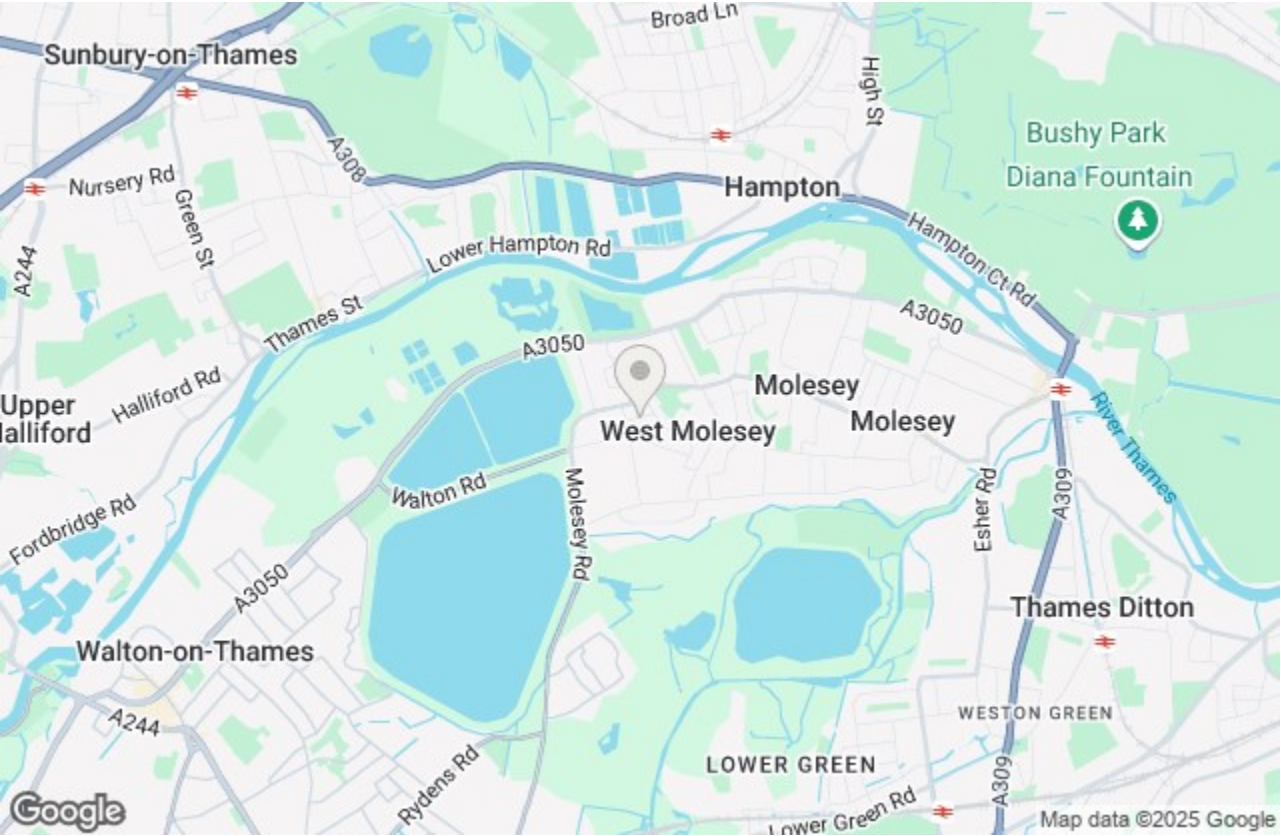 Broad Ln
Sunbury-on-Thames
High St
A308
Bushy Park
Diana Fountain
Nursery Rd
Hampton
Green St
Hampton Ct Rd
Lower Hampton Rd
A244
Thames St
A3050
A3050
Halliford Rd
Molesey
Upper
Halliford
Molesey
West Molesey
River Thames
Walton Rd
Molesey Rd
Esher Rd
A309
Fordbridge Rd
A3050
Thames Ditton
Walton-on-Thames
A244
WESTON GREEN
LOWER GREEN
Rydens Rd
A309
Lower Green Rd
Google
Map data ©2025 Google